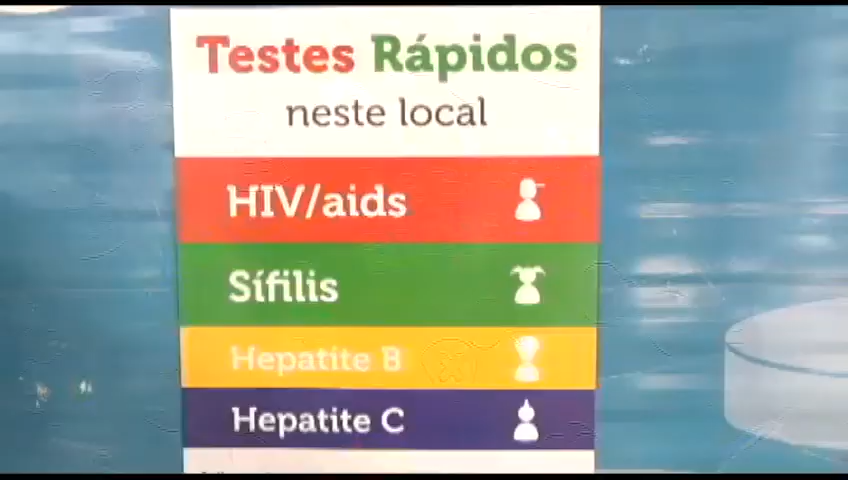 Testes Rápidos
neste local
HIV/aids
Sífilis
Hepatite B
Hepatite C